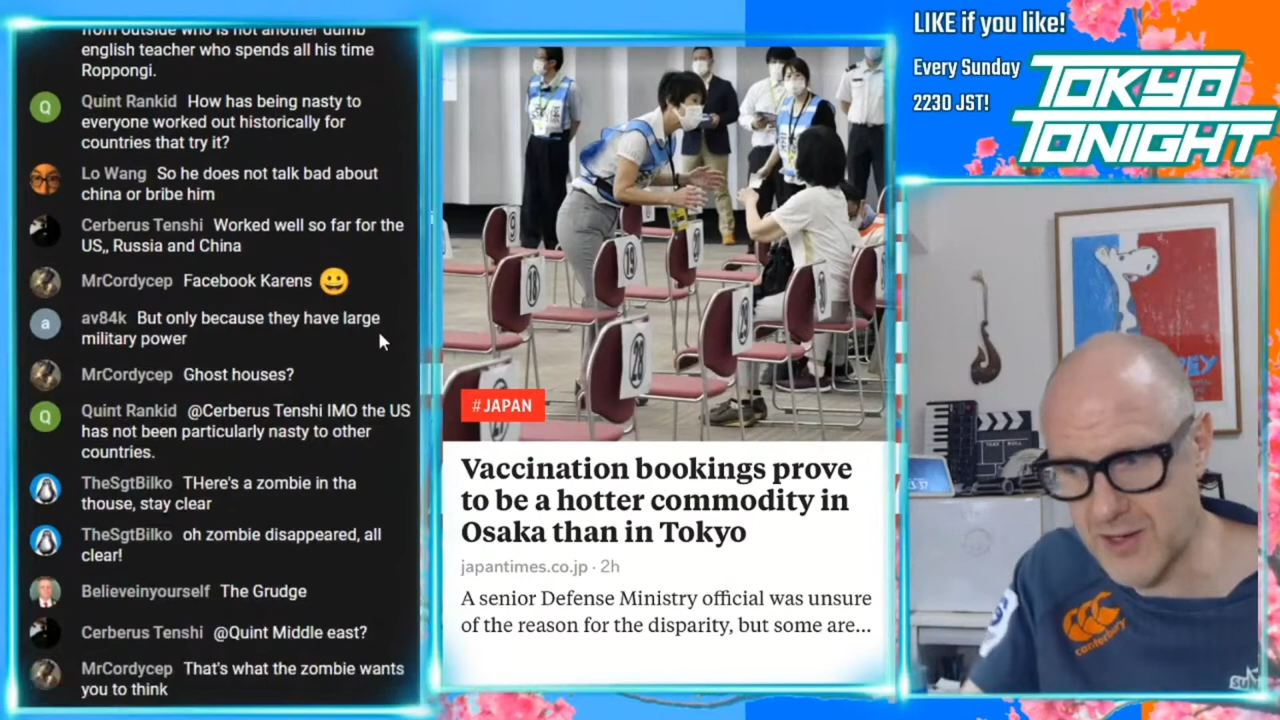 from outside who is not another dumb
english teacher who spends all his time
Roppongi.
Q
Quint Rankid How has being nasty to
everyone worked out historically for
countries that try it?
Lo Wang So he does not talk bad about
china or bribe him
Cerberus Tenshi Worked well so far for the
US,, Russia and China
MrCordycep Facebook Karens 😀
a
av84k But only because they have large
military power
MrCordycep Ghost houses?
Q
Quint Rankid @Cerberus Tenshi IMO the US
has not been particularly nasty to other
countries.
TheSgtBilko THere's a zombie in tha
thouse, stay clear
TheSgtBilko oh zombie disappeared, all
clear!
Believeinyourself The Grudge
Cerberus Tenshi @Quint Middle east?
MrCordycep That's what the zombie wants
you to think
9
18
19
28
29
#JAPAN
Vaccination bookings prove
to be a hotter commodity in
Osaka than in Tokyo
japantimes.co.jp · 2h
A senior Defense Ministry official was unsure
of the reason for the disparity, but some are...
LIKE if you like!
Every Sunday
2230 JST!
TOKYO
TONIGHT
canterbury